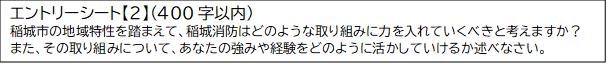 エントリーシート【２】（４００字以内）
稲城市の地域特性を踏まえて、稲城消防はどのような取り組みに力を入れていくべきと考えますか？
また、その取り組みについて、あなたの強みや経験をどのように活かしていけるか述べなさい。